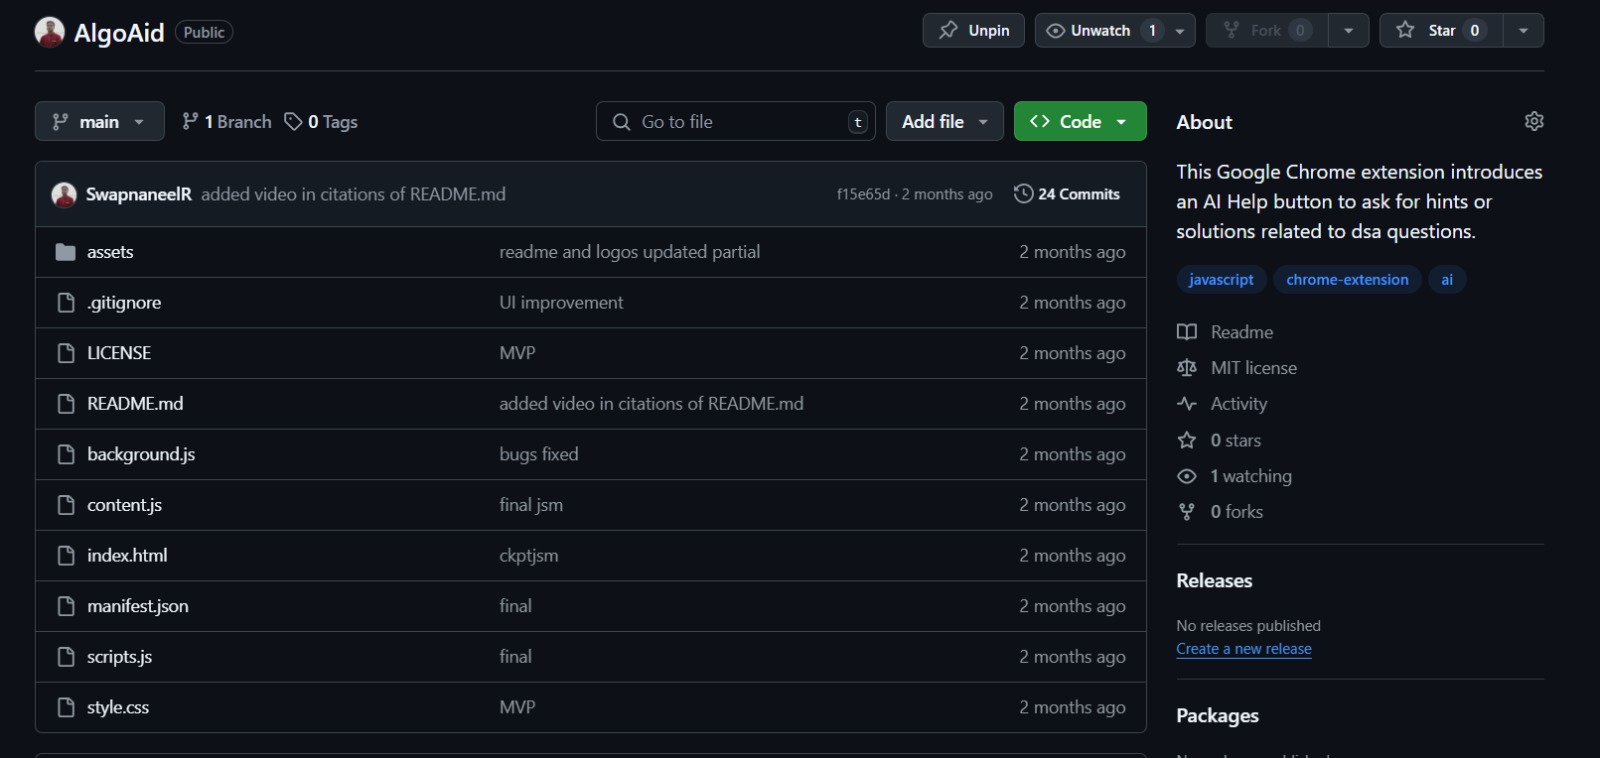 AlgoAid Public Unpin Unwatch 1 Fork 0 Star 0
main 1 Branch 0 Tags Go to file t Add file Code
SwapnaneelR added video in citations of README.md f15e65d · 2 months ago 24 Commits
assets readme and logos updated partial 2 months ago
.gitignore UI improvement 2 months ago
LICENSE MVP 2 months ago
README.md added video in citations of README.md 2 months ago
background.js bugs fixed 2 months ago
content.js final jsm 2 months ago
index.html ckptjsm 2 months ago
manifest.json final 2 months ago
scripts.js final 2 months ago
style.css MVP 2 months ago
About
This Google Chrome extension introduces
an AI Help button to ask for hints or
solutions related to dsa questions.
javascript chrome-extension ai
Readme
MIT license
Activity
0 stars
1 watching
0 forks
Releases
No releases published
Create a new release
Packages